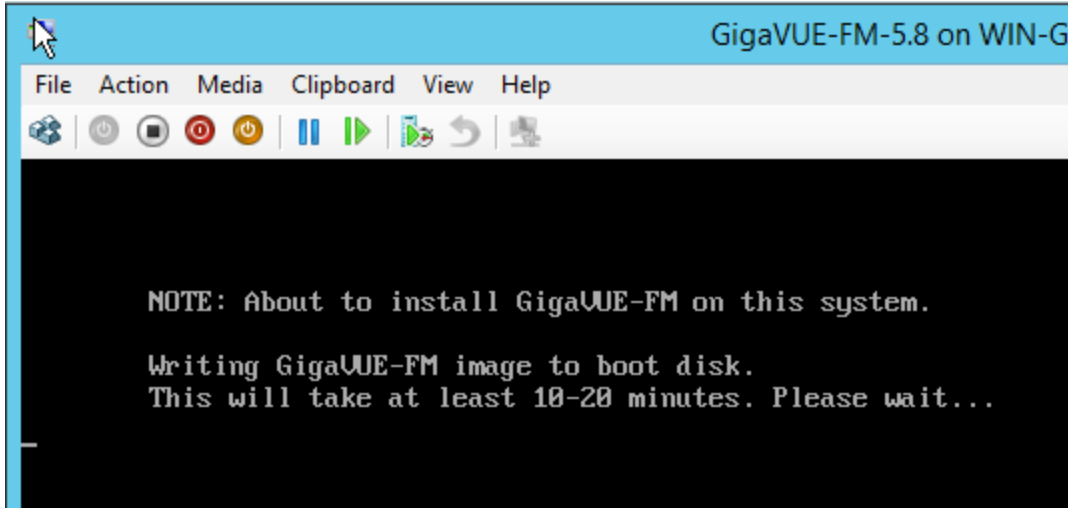 GigaVUE-FM-5.8 on WIN-G
File Action Media Clipboard View Help
NOTE: About to install GigaVUE-FM on this system.
Writing GigaVUE-FM image to boot disk.
This will take at least 10-20 minutes. Please wait...